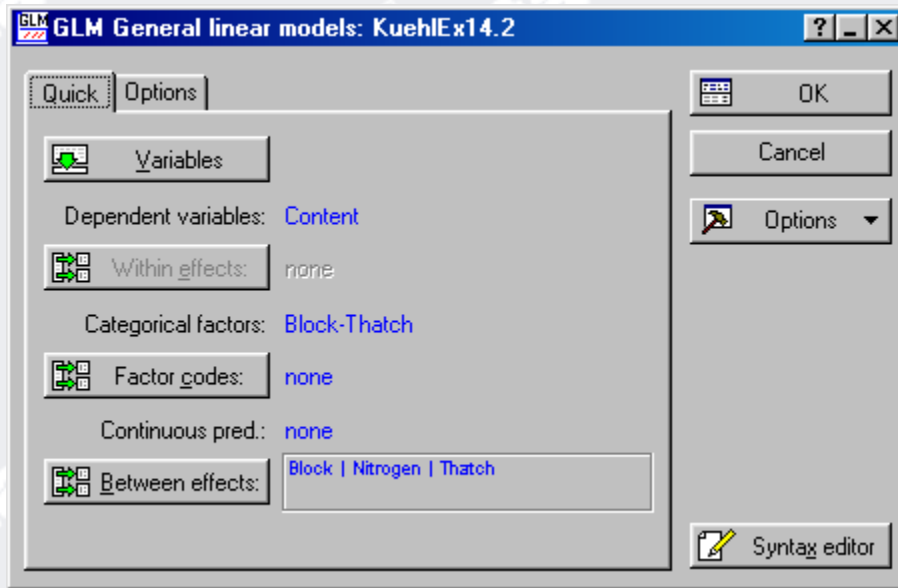 GLM General linear models: KuehlEx14.2
Quick
Options
OK
Variables
Cancel
Dependent variables: Content
Options
Within effects: none
Categorical factors: Block-Thatch
Factor codes: none
Continuous pred.: none
Between effects: Block | Nitrogen | Thatch
Syntax editor